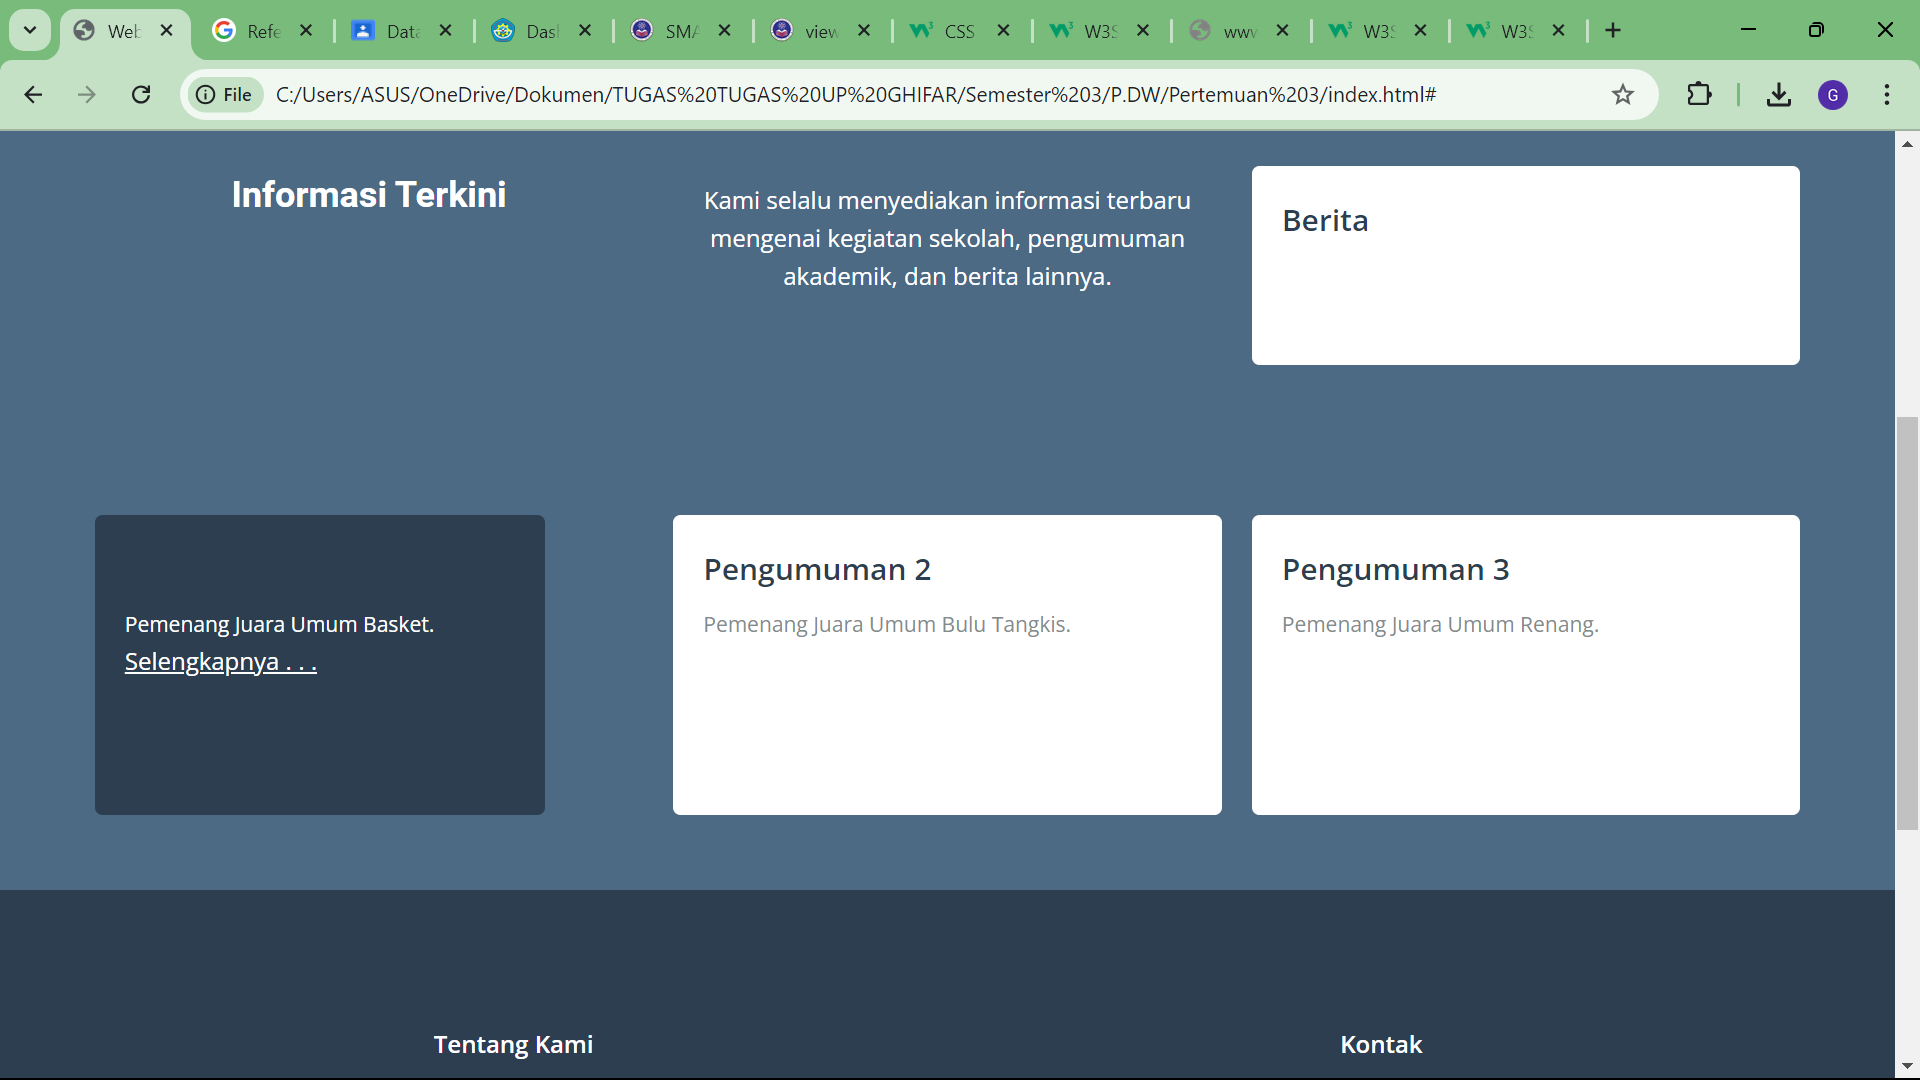 Web
Refe
Data
Das
SMA
view
CSS
W3S
www
W3S
W3S
File
C:/Users/ASUS/OneDrive/Dokumen/TUGAS%20TUGAS%20UP%20GHIFAR/Semester%203/P.DW/Pertemuan%203/index.html#
G
Informasi Terkini
Kami selalu menyediakan informasi terbaru
mengenai kegiatan sekolah, pengumuman
akademik, dan berita lainnya.
Berita
Pemenang Juara Umum Basket.
Selengkapnya . . .
Pengumuman 2
Pemenang Juara Umum Bulu Tangkis.
Pengumuman 3
Pemenang Juara Umum Renang.
Tentang Kami
Kontak